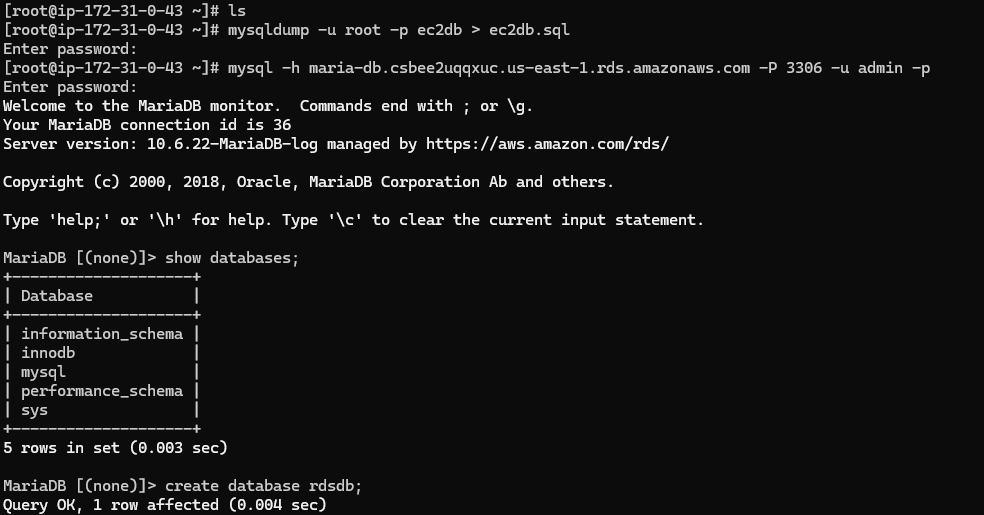 [root@ip-172-31-0-43 ~]# ls
[root@ip-172-31-0-43 ~]# mysqldump -u root -p ec2db > ec2db.sql
Enter password:
[root@ip-172-31-0-43 ~]# mysql -h maria-db.csbee2uqqxuc.us-east-1.rds.amazonaws.com -P 3306 -u admin -p
Enter password:
Welcome to the MariaDB monitor.  Commands end with ; or \g.
Your MariaDB connection id is 36
Server version: 10.6.22-MariaDB-log managed by https://aws.amazon.com/rds/

Copyright (c) 2000, 2018, Oracle, MariaDB Corporation Ab and others.

Type 'help;' or '\h' for help. Type '\c' to clear the current input statement.

MariaDB [(none)]> show databases;
+--------------------+
| Database           |
+--------------------+
| information_schema |
| innodb             |
| mysql              |
| performance_schema |
| sys                |
+--------------------+
5 rows in set (0.003 sec)

MariaDB [(none)]> create database rdsdb;
Query OK, 1 row affected (0.004 sec)